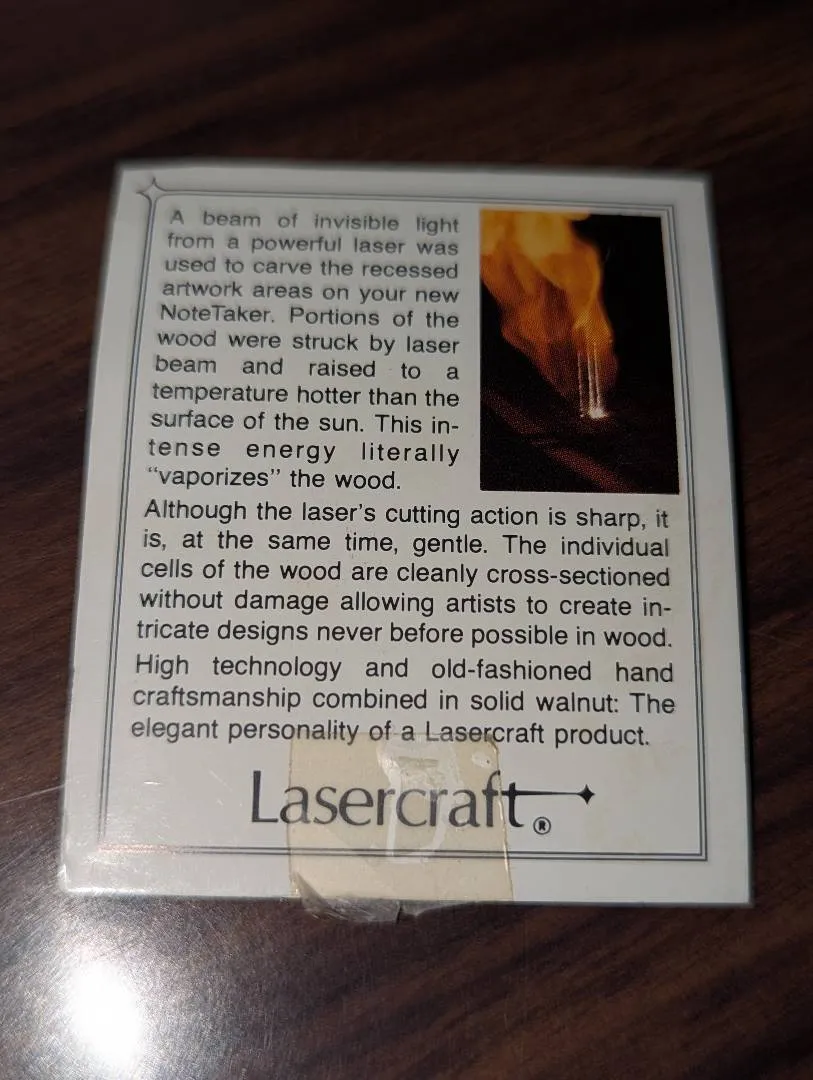 A beam of invisible light
from a powerful laser was
used to carve the recessed
artwork areas on your new
NoteTaker. Portions of the
wood were struck by laser
beam and raised to a
temperature hotter than the
surface of the sun. This in-
tense energy literally
“vaporizes” the wood.
Although the laser's cutting action is sharp, it
is, at the same time, gentle. The individual
cells of the wood are cleanly cross-sectioned
without damage allowing artists to create in-
tricate designs never before possible in wood.
High technology and old-fashioned hand
craftsmanship combined in solid walnut: The
elegant personality of a Lasercraft product.
Lasercraft®